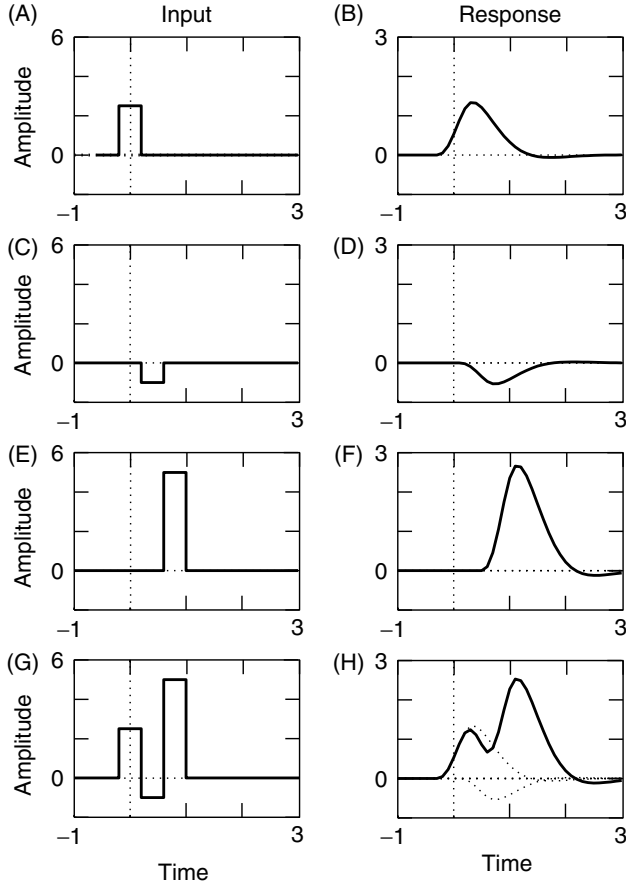 (A) Input (B) Response
6 3
Amplitude
0 0
−1 3 −1 3
(C) 6 (D) 3
Amplitude
0 0
−1 3 −1 3
(E) 6 (F) 3
Amplitude
0 0
−1 3 −1 3
(G) 6 (H) 3
Amplitude
0 0
−1 3 −1 3
Time Time